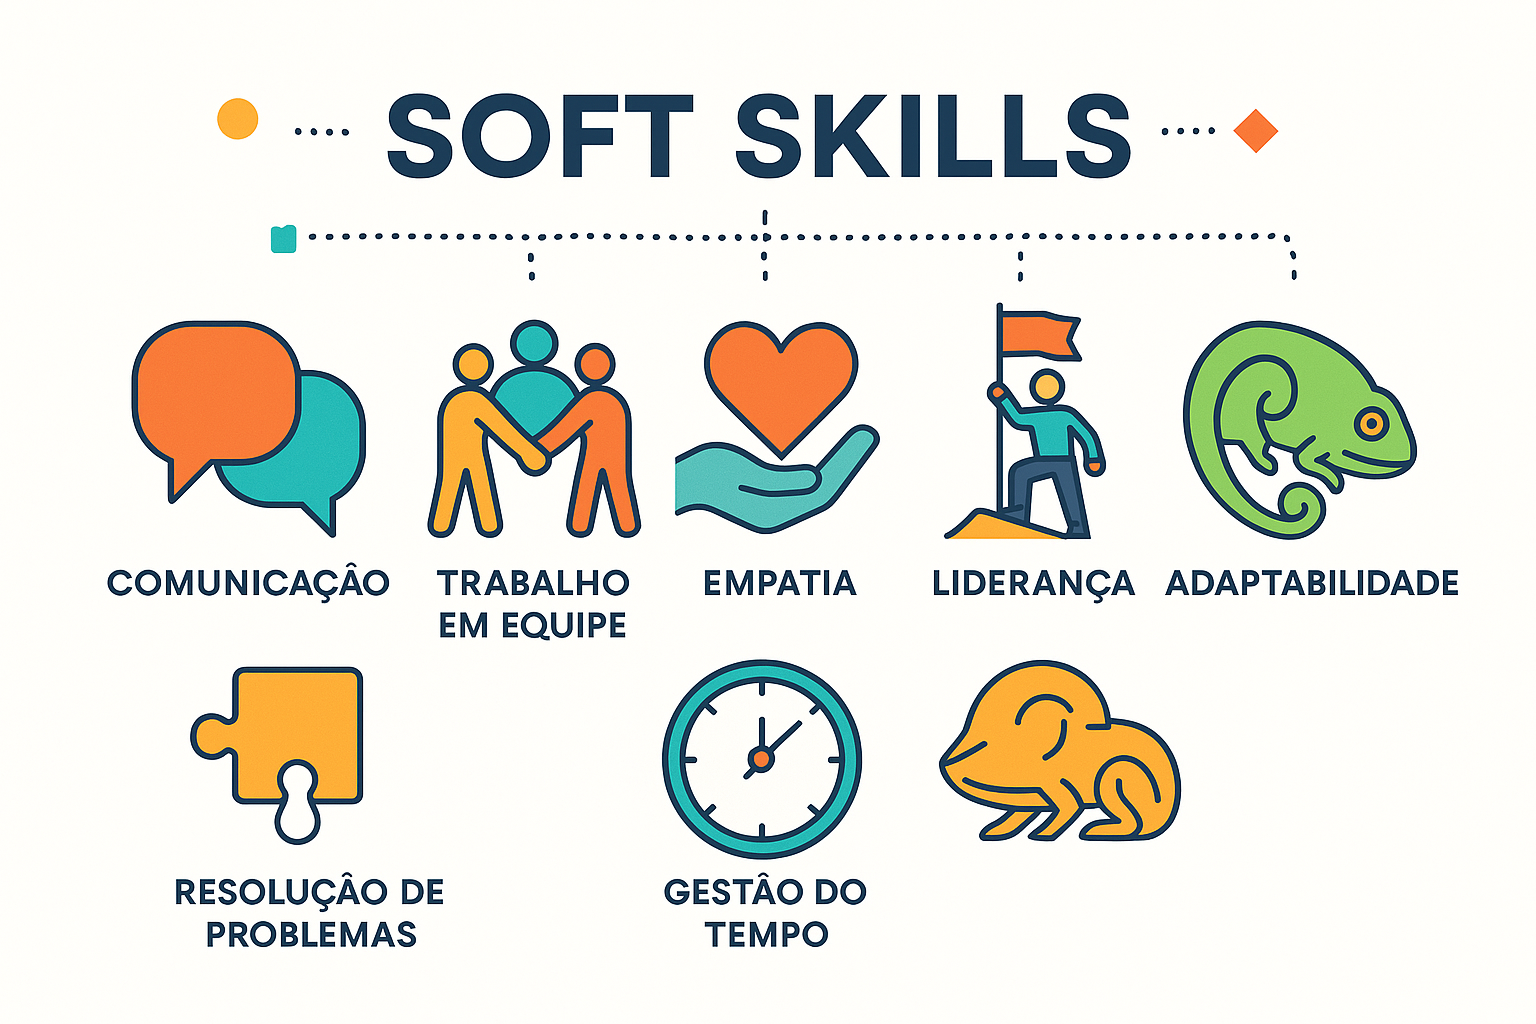 SOFT SKILLS
COMUNICAÇÂO
TRABALHO
EM EQUIPE
EMPATIA
LIDERANÇA
ADAPTABILIDADE
RESOLUÇÂO DE
PROBLEMAS
GESTÂO DO
TEMPO